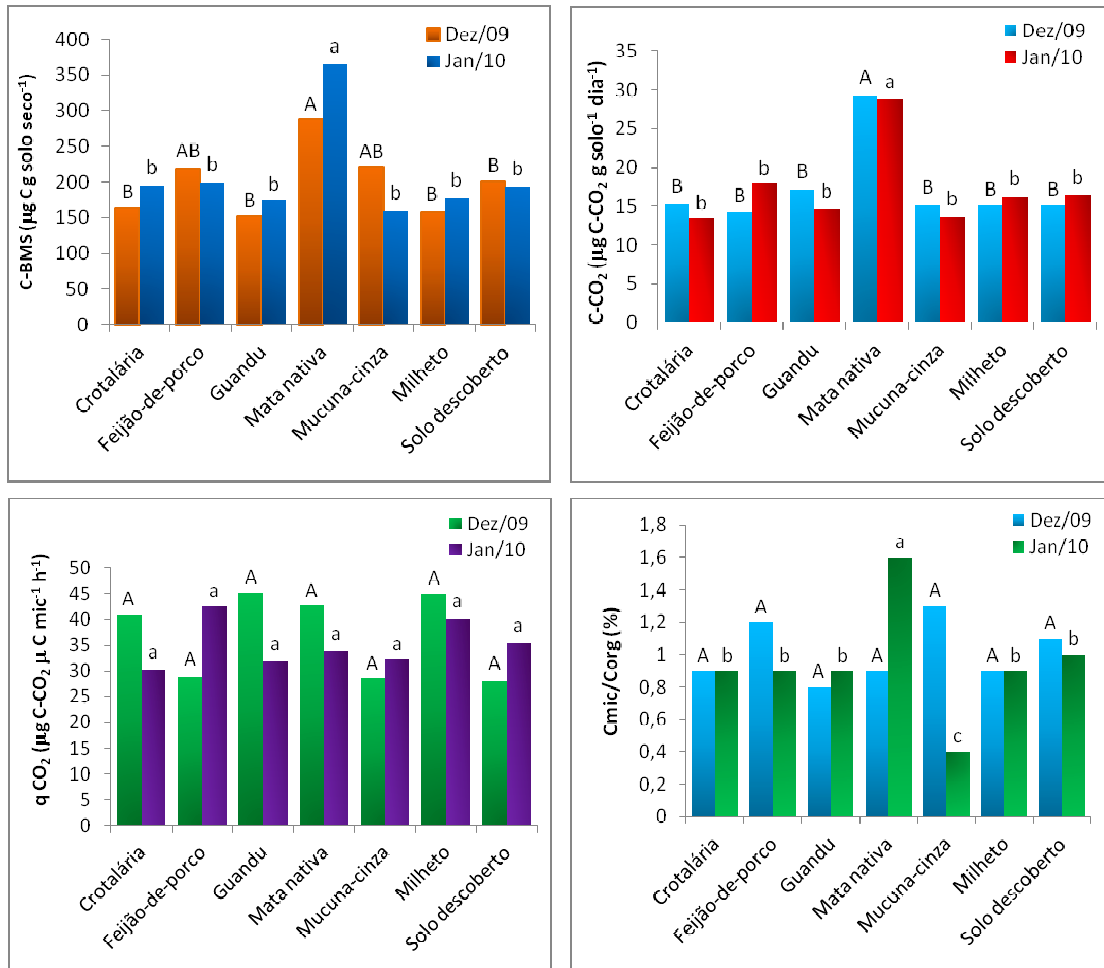 Dez/09
Jan/10
C-BMS (µg C g solo seco⁻¹)
400
350
300
250
200
150
100
50
0
B b AB b B b A a AB b B b B b
Crotalária
Feijão-de-porco
Guandu
Mata nativa
Mucuna-cinza
Milheto
Solo descoberto
Dez/09
Jan/10
C-CO₂ (µg C-CO₂ g solo⁻¹ dia⁻¹)
35
30
25
20
15
10
5
0
B b B b B b A a B b B b B b
Crotalária
Feijão-de-porco
Guandu
Mata nativa
Mucuna-cinza
Milheto
Solo descoberto
Dez/09
Jan/10
q CO₂ (µg C-CO₂ µ C mic⁻¹ h⁻¹)
50
45
40
35
30
25
20
15
10
5
0
A a A a A a A a A a A a A a
Crotalária
Feijão-de-porco
Guandu
Mata nativa
Mucuna-cinza
Milheto
Solo descoberto
Dez/09
Jan/10
Cmic/Corg (%)
1,8
1,6
1,4
1,2
1
0,8
0,6
0,4
0,2
0
A b A b A b A a A c A b A b
Crotalária
Feijão-de-porco
Guandu
Mata nativa
Mucuna-cinza
Milheto
Solo descoberto